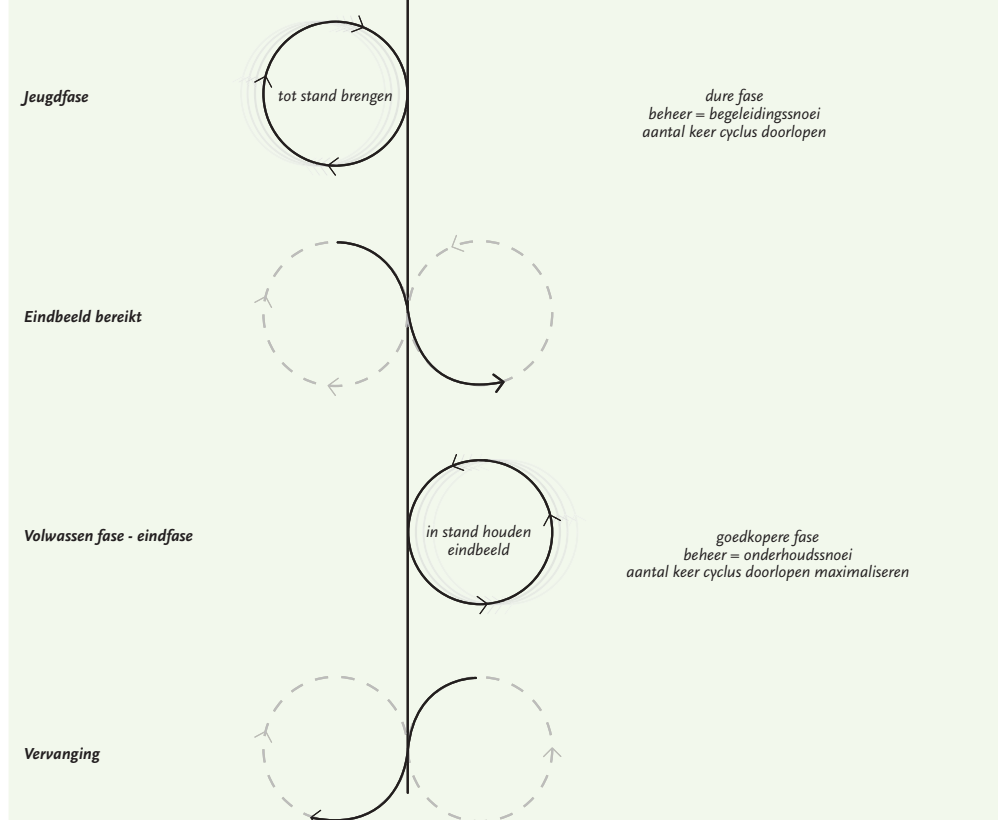 Jeugdfase
tot stand brengen
dure fase
beheer = begeleidingssnoei
aantal keer cyclus doorlopen
Eindbeeld bereikt
Volwassen fase - eindfase
in stand houden
eindbeeld
goedkopere fase
beheer = onderhoudssnoei
aantal keer cyclus doorlopen maximaliseren
Vervanging